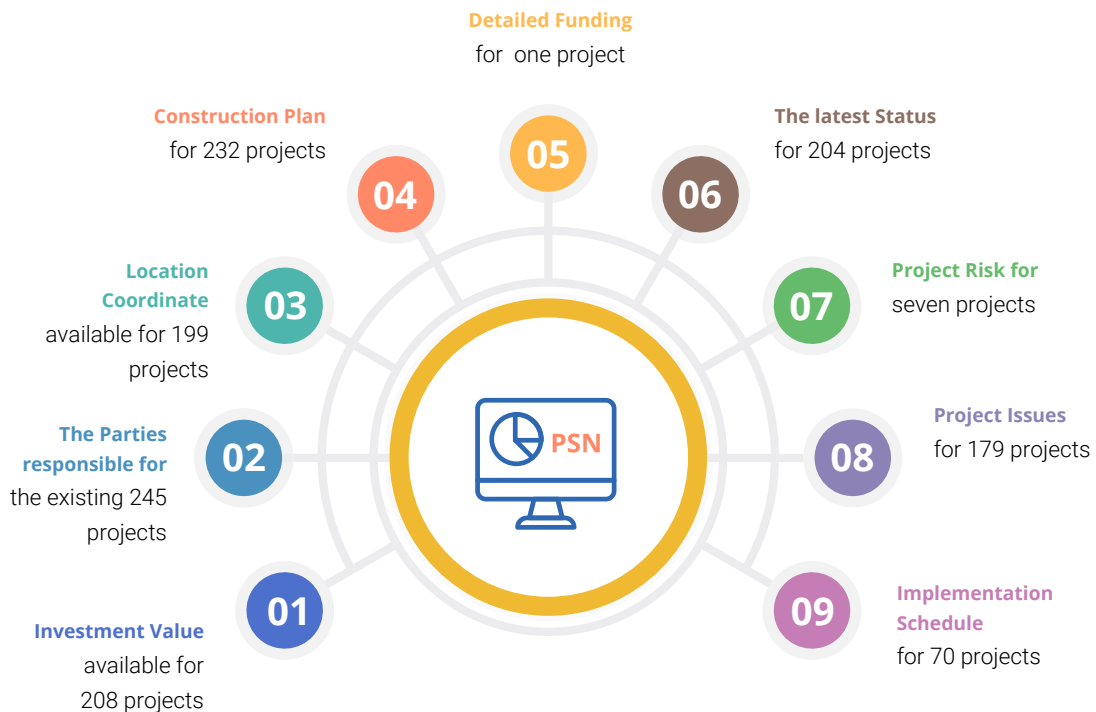 Detailed Funding
for one project
Construction Plan
for 232 projects
The latest Status
for 204 projects
05
04
06
Location
Coordinate
available for 199
projects
03
Project Risk for
seven projects
07
The Parties
responsible for
the existing 245
projects
02
PSN
Project Issues
for 179 projects
08
Investment Value
available for
208 projects
01
09
Implementation
Schedule
for 70 projects